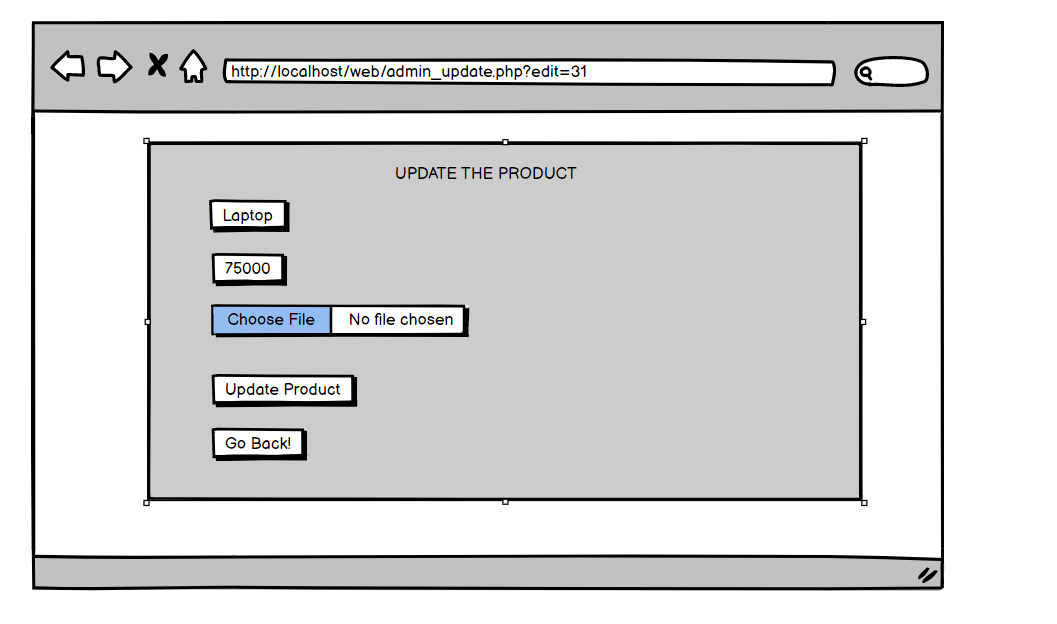 http://localhost/web/admin_update.php?edit=31
UPDATE THE PRODUCT
Laptop
75000
Choose File No file chosen
Update Product
Go Back!